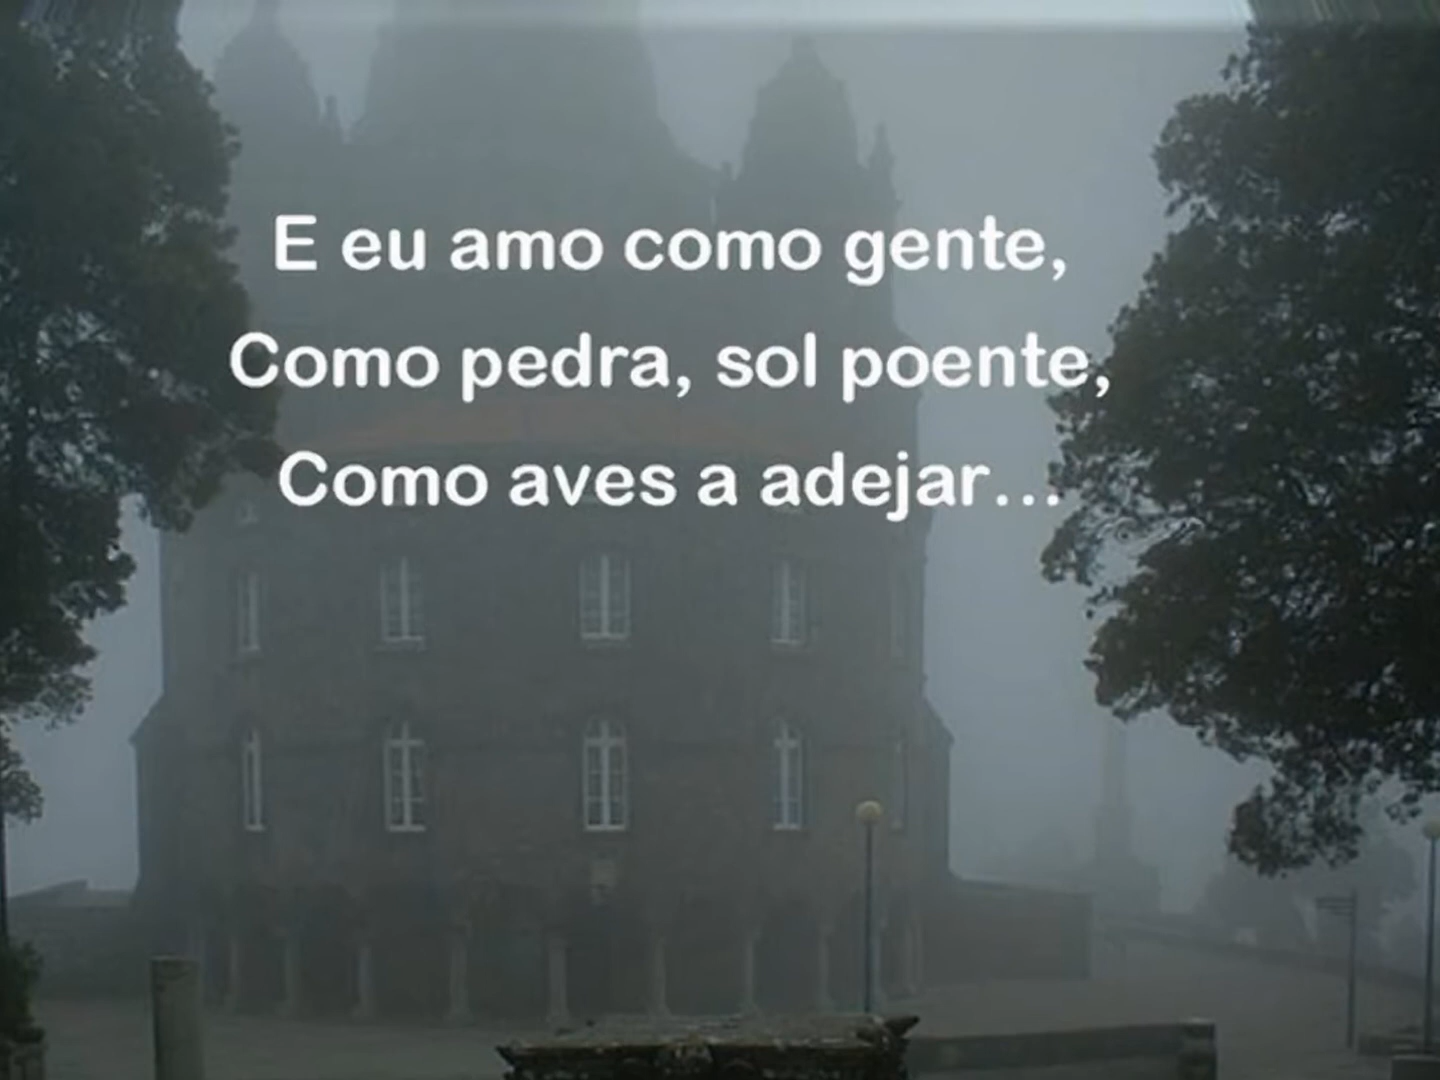 E eu amo como gente,
Como pedra, sol poente,
Como aves a adejar...